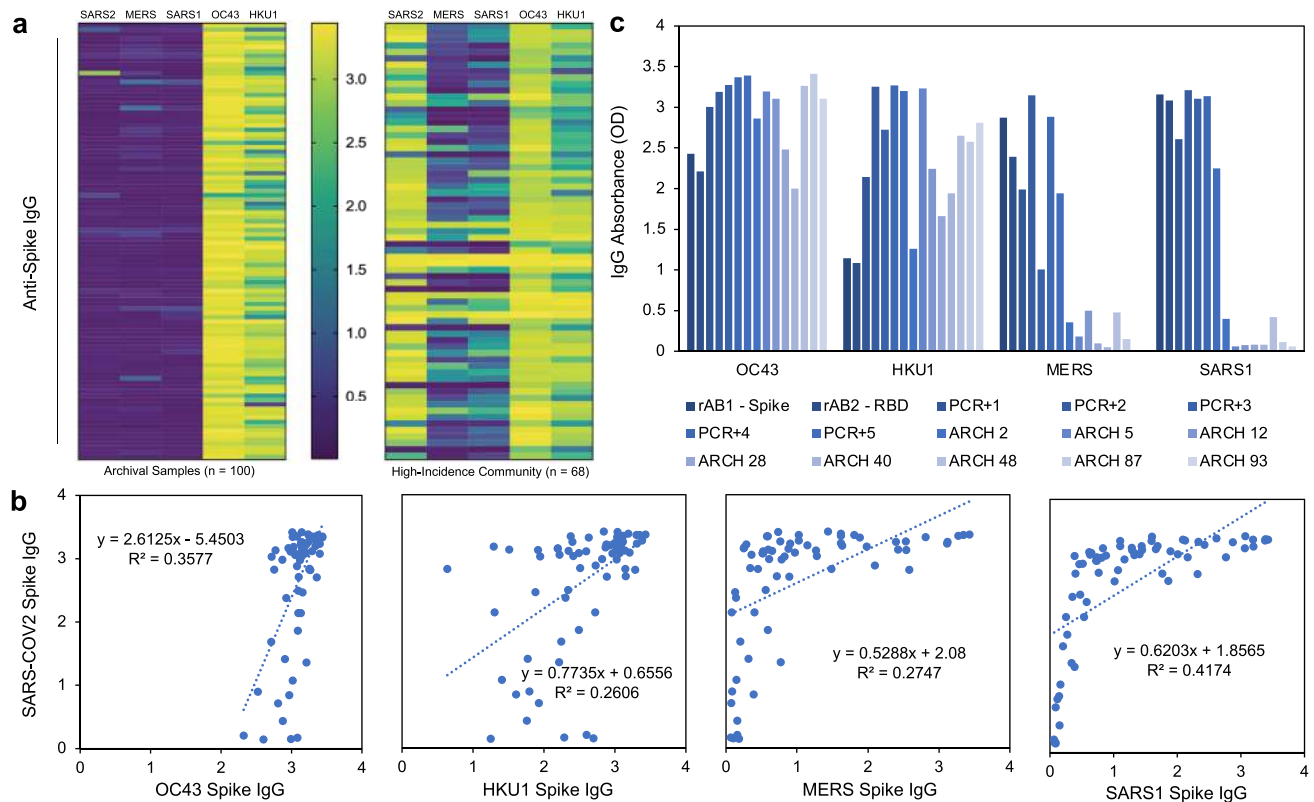 a
SARS2 MERS SARS1 OC43 HKU1
SARS2 MERS SARS1 OC43 HKU1
Anti-Spike IgG
3.0
2.5
2.0
1.5
1.0
0.5
Archival Samples (n = 100)
High-Incidence Community (n = 68)
c
IgG Absorbance (OD)
4
3.5
3
2.5
2
1.5
1
0.5
0
OC43 HKU1 MERS SARS1
rAB1 - Spike rAB2 - RBD PCR+1 PCR+2 PCR+3
PCR+4 PCR+5 ARCH 2 ARCH 5 ARCH 12
ARCH 28 ARCH 40 ARCH 48 ARCH 87 ARCH 93
b
SARS-COV2 Spike IgG
4
3
2
1
0
y = 2.6125x - 5.4503
R² = 0.3577
0 1 2 3 4
OC43 Spike IgG
y = 0.7735x + 0.6556
R² = 0.2606
0 1 2 3 4
HKU1 Spike IgG
y = 0.5288x + 2.08
R² = 0.2747
0 1 2 3 4
MERS Spike IgG
y = 0.6203x + 1.8565
R² = 0.4174
0 1 2 3 4
SARS1 Spike IgG